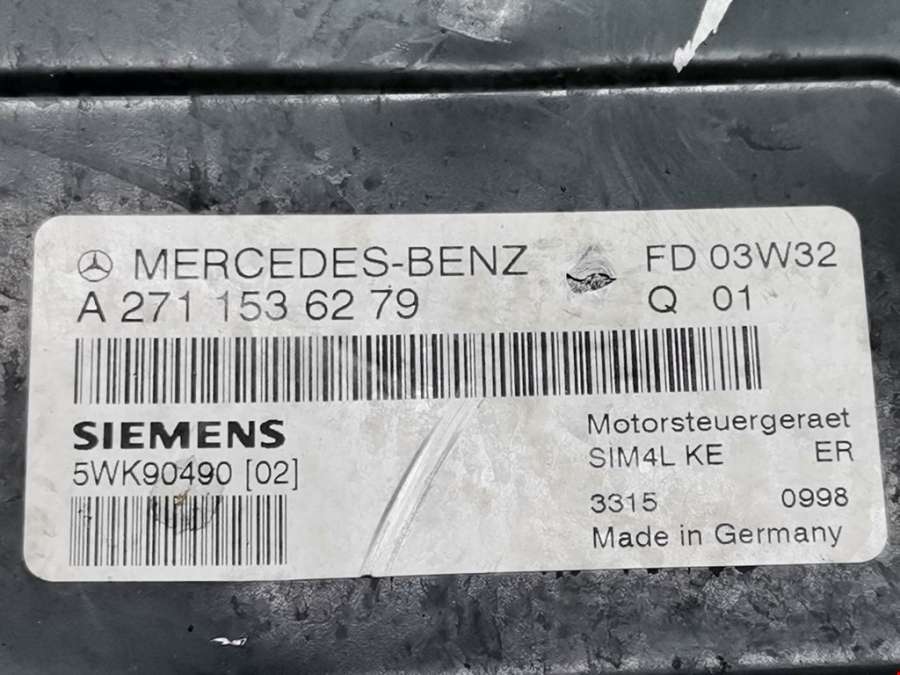 MERCEDES-BENZ FD 03W32
A 271 153 62 79 Q 01
SIEMENS
5WK90490 [02]
Motorsteuergeraet
SIM4L KE ER
3315 0998
Made in Germany